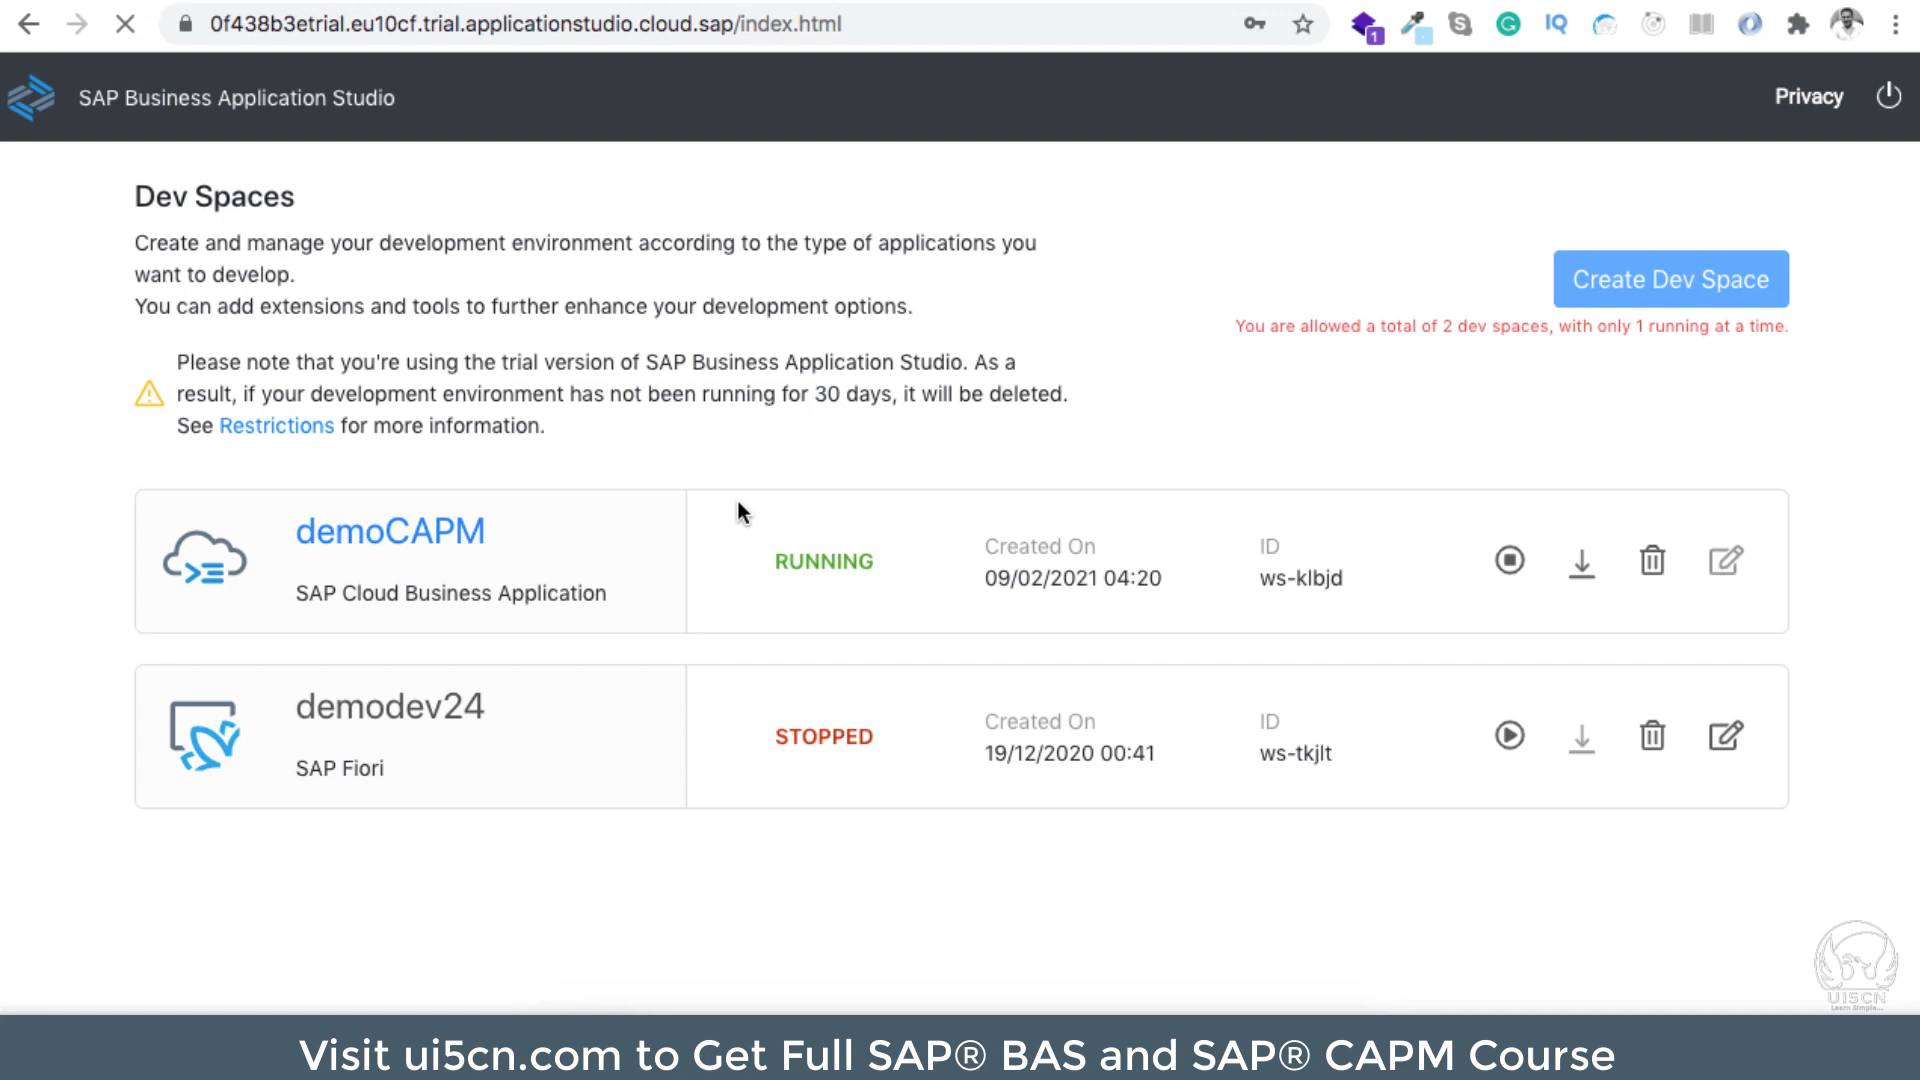 0f438b3etrial.eu10cf.trial.applicationstudio.cloud.sap/index.html
1
IQ
SAP Business Application Studio
Privacy
Dev Spaces
Create and manage your development environment according to the type of applications you
want to develop.
You can add extensions and tools to further enhance your development options.
Create Dev Space
You are allowed a total of 2 dev spaces, with only 1 running at a time.
Please note that you're using the trial version of SAP Business Application Studio. As a
result, if your development environment has not been running for 30 days, it will be deleted.
See Restrictions for more information.
demoCAPM
SAP Cloud Business Application
RUNNING
Created On
09/02/2021 04:20
ID
ws-klbjd
demodev24
SAP Fiori
STOPPED
Created On
19/12/2020 00:41
ID
ws-tkjlt
UI5CN
Learn Simple...
Visit ui5cn.com to Get Full SAP® BAS and SAP® CAPM Course